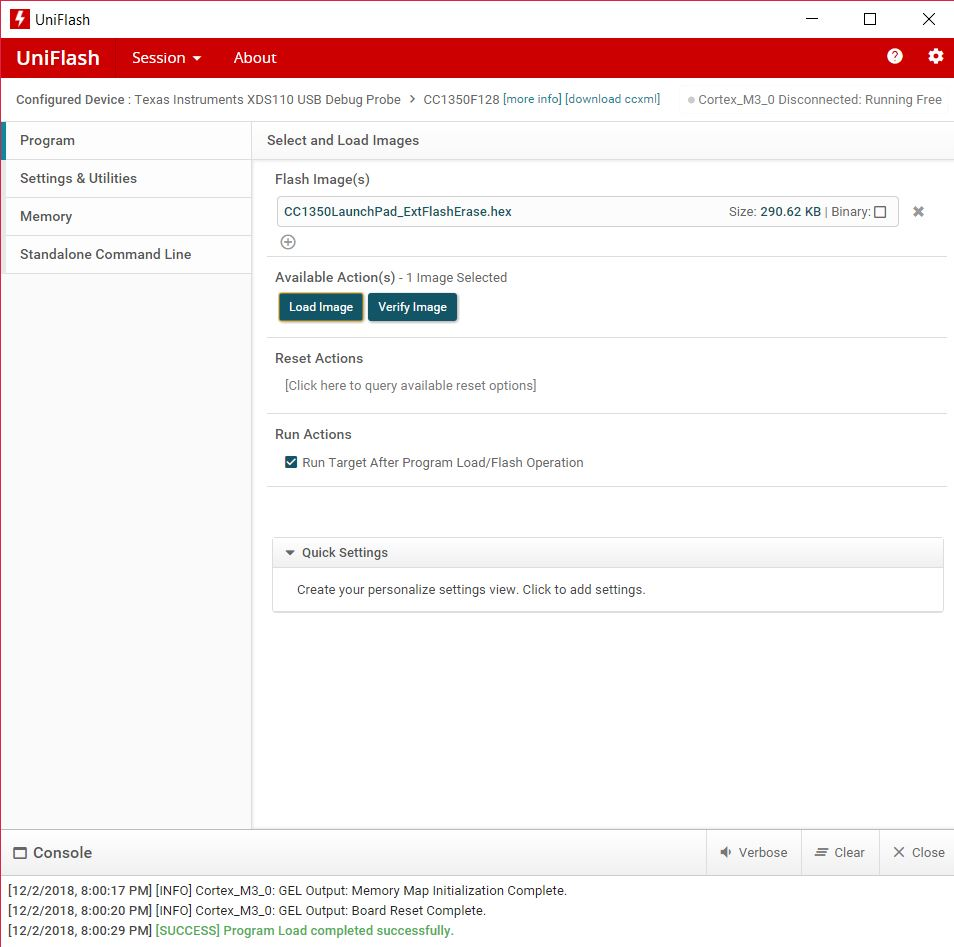 UniFlash
UniFlash Session About
Configured Device : Texas Instruments XDS110 USB Debug Probe > CC1350F128 [more info] [download ccxml] Cortex_M3_0 Disconnected: Running Free
Program
Settings & Utilities
Memory
Standalone Command Line
Select and Load Images
Flash Image(s)
CC1350LaunchPad_ExtFlashErase.hex Size: 290.62 KB | Binary:
Available Action(s) - 1 Image Selected
Load Image Verify Image
Reset Actions
[Click here to query available reset options]
Run Actions
Run Target After Program Load/Flash Operation
Quick Settings
Create your personalize settings view. Click to add settings.
Console Verbose Clear Close
[12/2/2018, 8:00:17 PM] [INFO] Cortex_M3_0: GEL Output: Memory Map Initialization Complete.
[12/2/2018, 8:00:20 PM] [INFO] Cortex_M3_0: GEL Output: Board Reset Complete.
[12/2/2018, 8:00:29 PM] [SUCCESS] Program Load completed successfully.